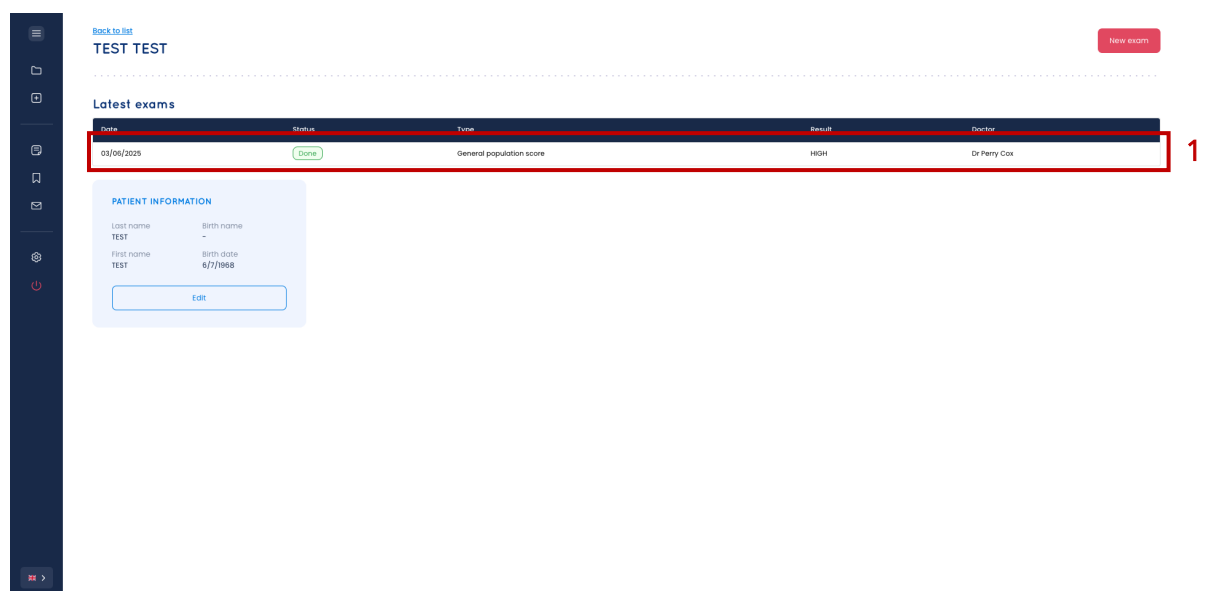 Back to list
TEST TEST
New exam
Latest exams
Date Status Type Result Doctor
03/06/2025 Done General population score HIGH Dr Perry Cox
1
PATIENT INFORMATION
Last name Birth name
TEST -
First name Birth date
TEST 6/7/1968
Edit